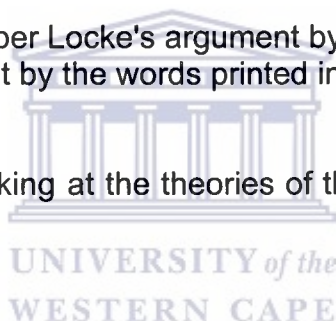 per Locke's argument by
t by the words printed in
king at the theories of th
UNIVERSITY of the
WESTERN CAPE